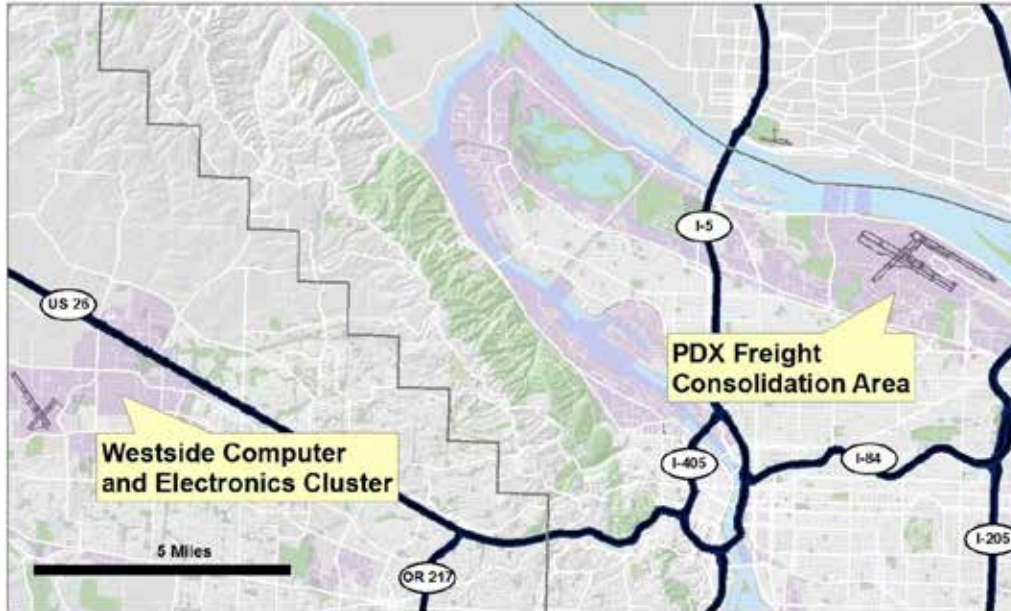 I-5
US 26
PDX Freight
Consolidation Area
Westside Computer
and Electronics Cluster
I-405
I-84
I-205
5 Miles
OR 217